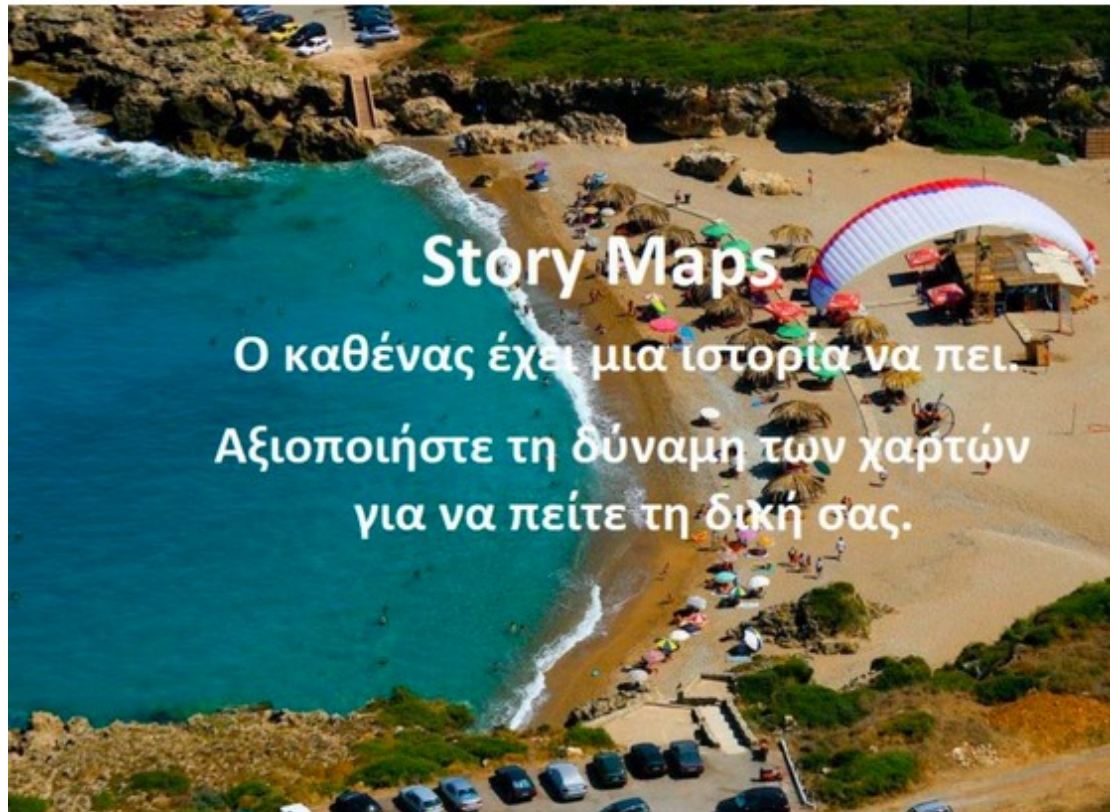 Story Maps
Ο καθένας έχει μια ιστορία να πει.
Αξιοποιήστε τη δύναμη των χαρτών
για να πείτε τη δική σας.